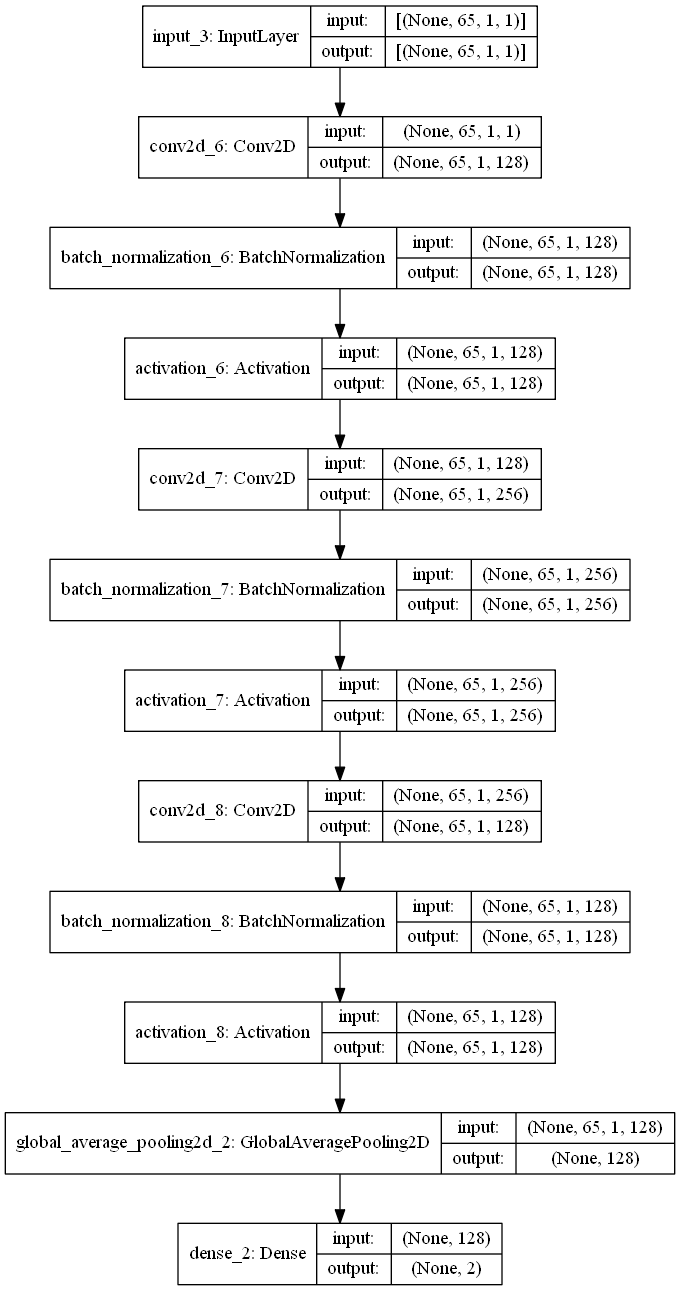 input_3: InputLayer
input:
[(None, 65, 1, 1)]
output:
[(None, 65, 1, 1)]
conv2d_6: Conv2D
input:
(None, 65, 1, 1)
output:
(None, 65, 1, 128)
batch_normalization_6: BatchNormalization
input:
(None, 65, 1, 128)
output:
(None, 65, 1, 128)
activation_6: Activation
input:
(None, 65, 1, 128)
output:
(None, 65, 1, 128)
conv2d_7: Conv2D
input:
(None, 65, 1, 128)
output:
(None, 65, 1, 256)
batch_normalization_7: BatchNormalization
input:
(None, 65, 1, 256)
output:
(None, 65, 1, 256)
activation_7: Activation
input:
(None, 65, 1, 256)
output:
(None, 65, 1, 256)
conv2d_8: Conv2D
input:
(None, 65, 1, 256)
output:
(None, 65, 1, 128)
batch_normalization_8: BatchNormalization
input:
(None, 65, 1, 128)
output:
(None, 65, 1, 128)
activation_8: Activation
input:
(None, 65, 1, 128)
output:
(None, 65, 1, 128)
global_average_pooling2d_2: GlobalAveragePooling2D
input:
(None, 65, 1, 128)
output:
(None, 128)
dense_2: Dense
input:
(None, 128)
output:
(None, 2)